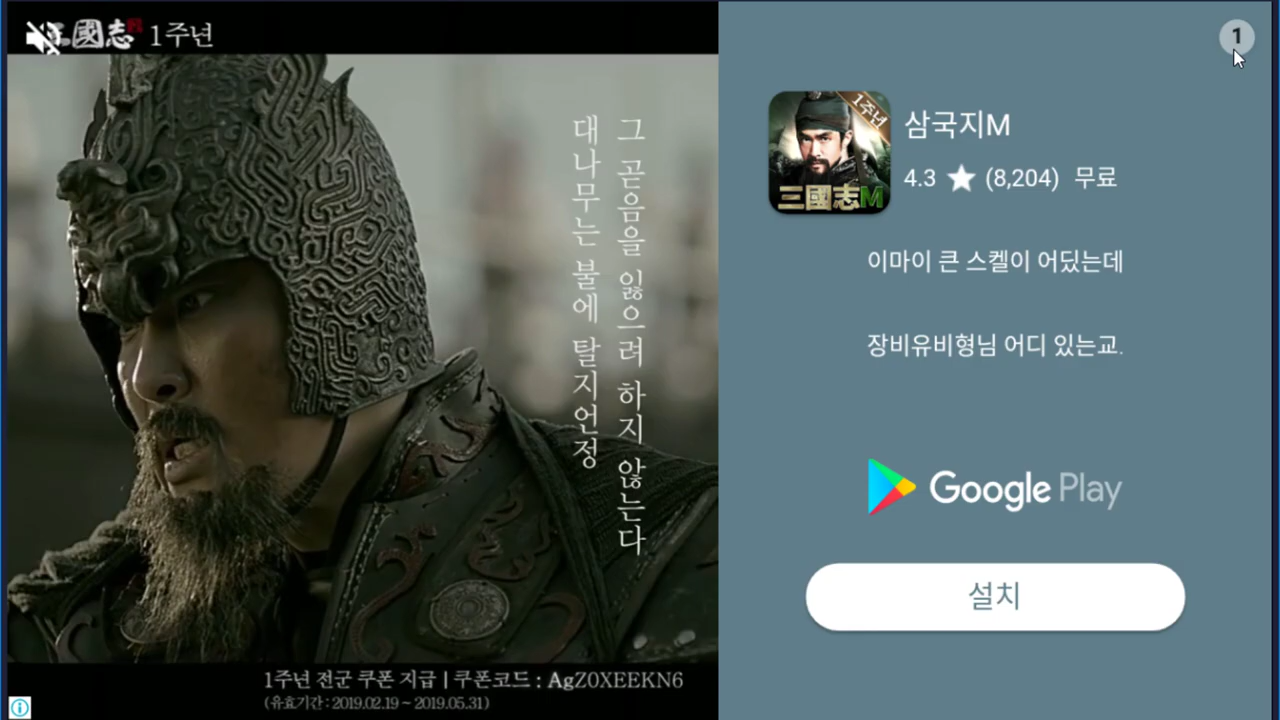 三國志M 1주년
그 곧음을 잃으려 하지 않는다
대나무는 불에 탈지언정
1주년 전군 쿠폰 지급 | 쿠폰코드 : AgZ0XEEKN6
(유효기간 : 2019.02.19 ~ 2019.05.31)
1
1주년
三國志M
삼국지M
4.3 ★ (8,204) 무료
이마이 큰 스켈이 어딨는데
장비유비형님 어디 있는교.
Google Play
설치